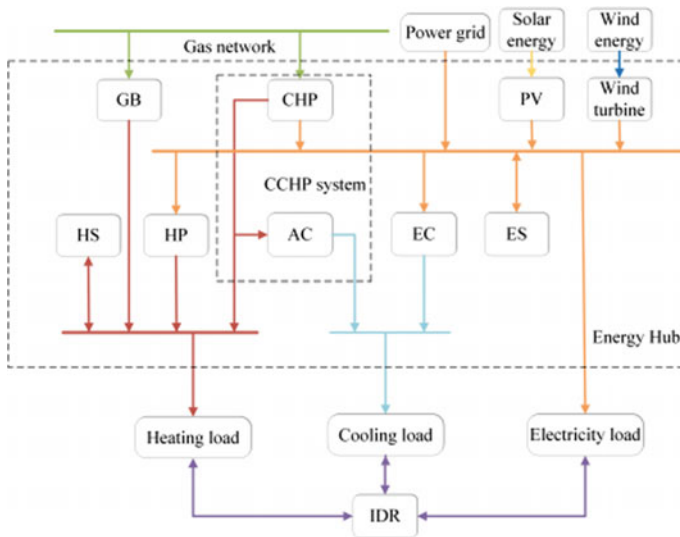 Gas network
Power grid
Solar
energy
Wind
energy
GB
CHP
PV
Wind
turbine
CCHP system
HS
HP
AC
EC
ES
Energy Hub
Heating load
Cooling load
Electricity load
IDR